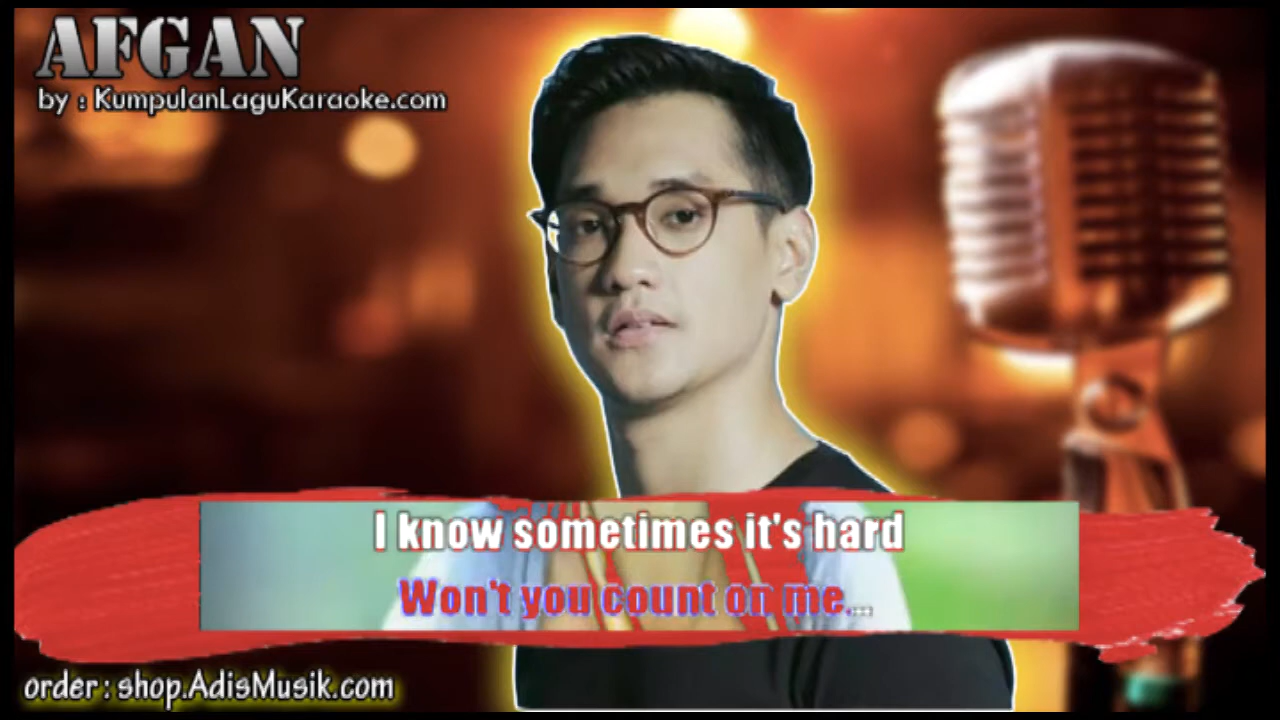 AFGAN
by : KumpulanLaguKaraoke.com
I know sometimes it's hard
Won't you count on me...
order : shop.AdisMusik.com